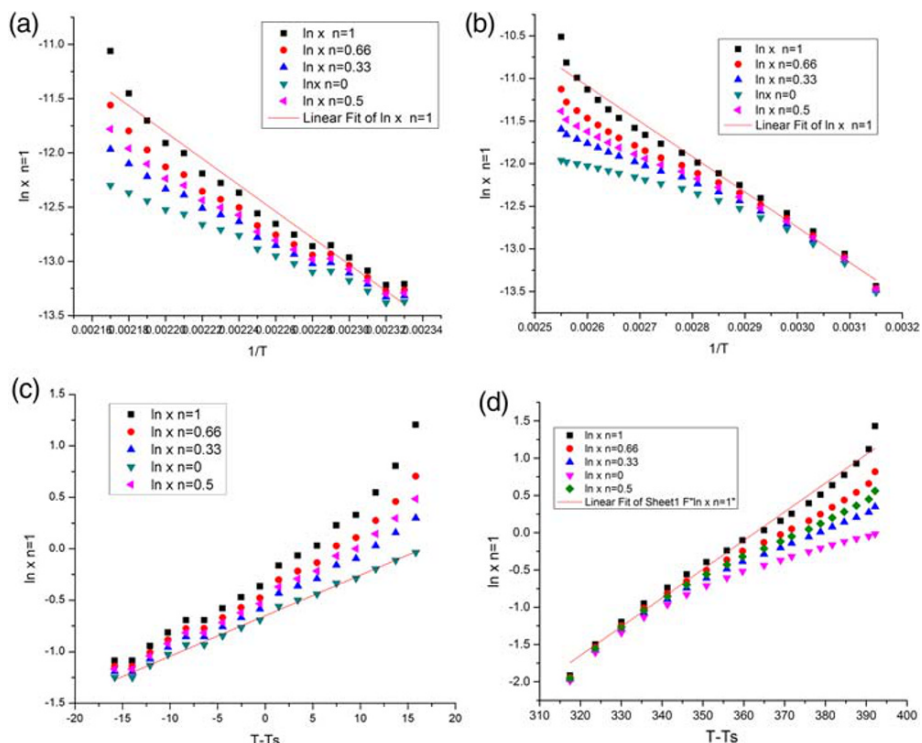 (a)
ln x n=1
ln x n=0.66
ln x n=0.33
lnx n=0
ln x n=0.5
Linear Fit of ln x n=1
-11.0
-11.5
-12.0
-12.5
-13.0
-13.5
ln x n=1
0.00216 0.00218 0.00220 0.00222 0.00224 0.00226 0.00228 0.00230 0.00232 0.00234
1/T
(b)
ln x n=1
ln x n=0.66
ln x n=0.33
lnx n=0
ln x n=0.5
Linear Fit of ln x n=1
-10.5
-11.0
-11.5
-12.0
-12.5
-13.0
-13.5
ln x n=1
0.0025 0.0026 0.0027 0.0028 0.0029 0.0030 0.0031 0.0032
1/T
(c)
ln x n=1
ln x n=0.66
ln x n=0.33
ln x n=0
ln x n=0.5
1.5
1.0
0.5
0.0
-0.5
-1.0
-1.5
ln x n=1
-20 -15 -10 -5 0 5 10 15 20
T-Ts
(d)
ln x n=1
ln x n=0.66
ln x n=0.33
ln x n=0
ln x n=0.5
Linear Fit of Sheet1 F"ln x n=1"
1.5
1.0
0.5
0.0
-0.5
-1.0
-1.5
-2.0
ln x n=1
310 320 330 340 350 360 370 380 390 400
T-Ts